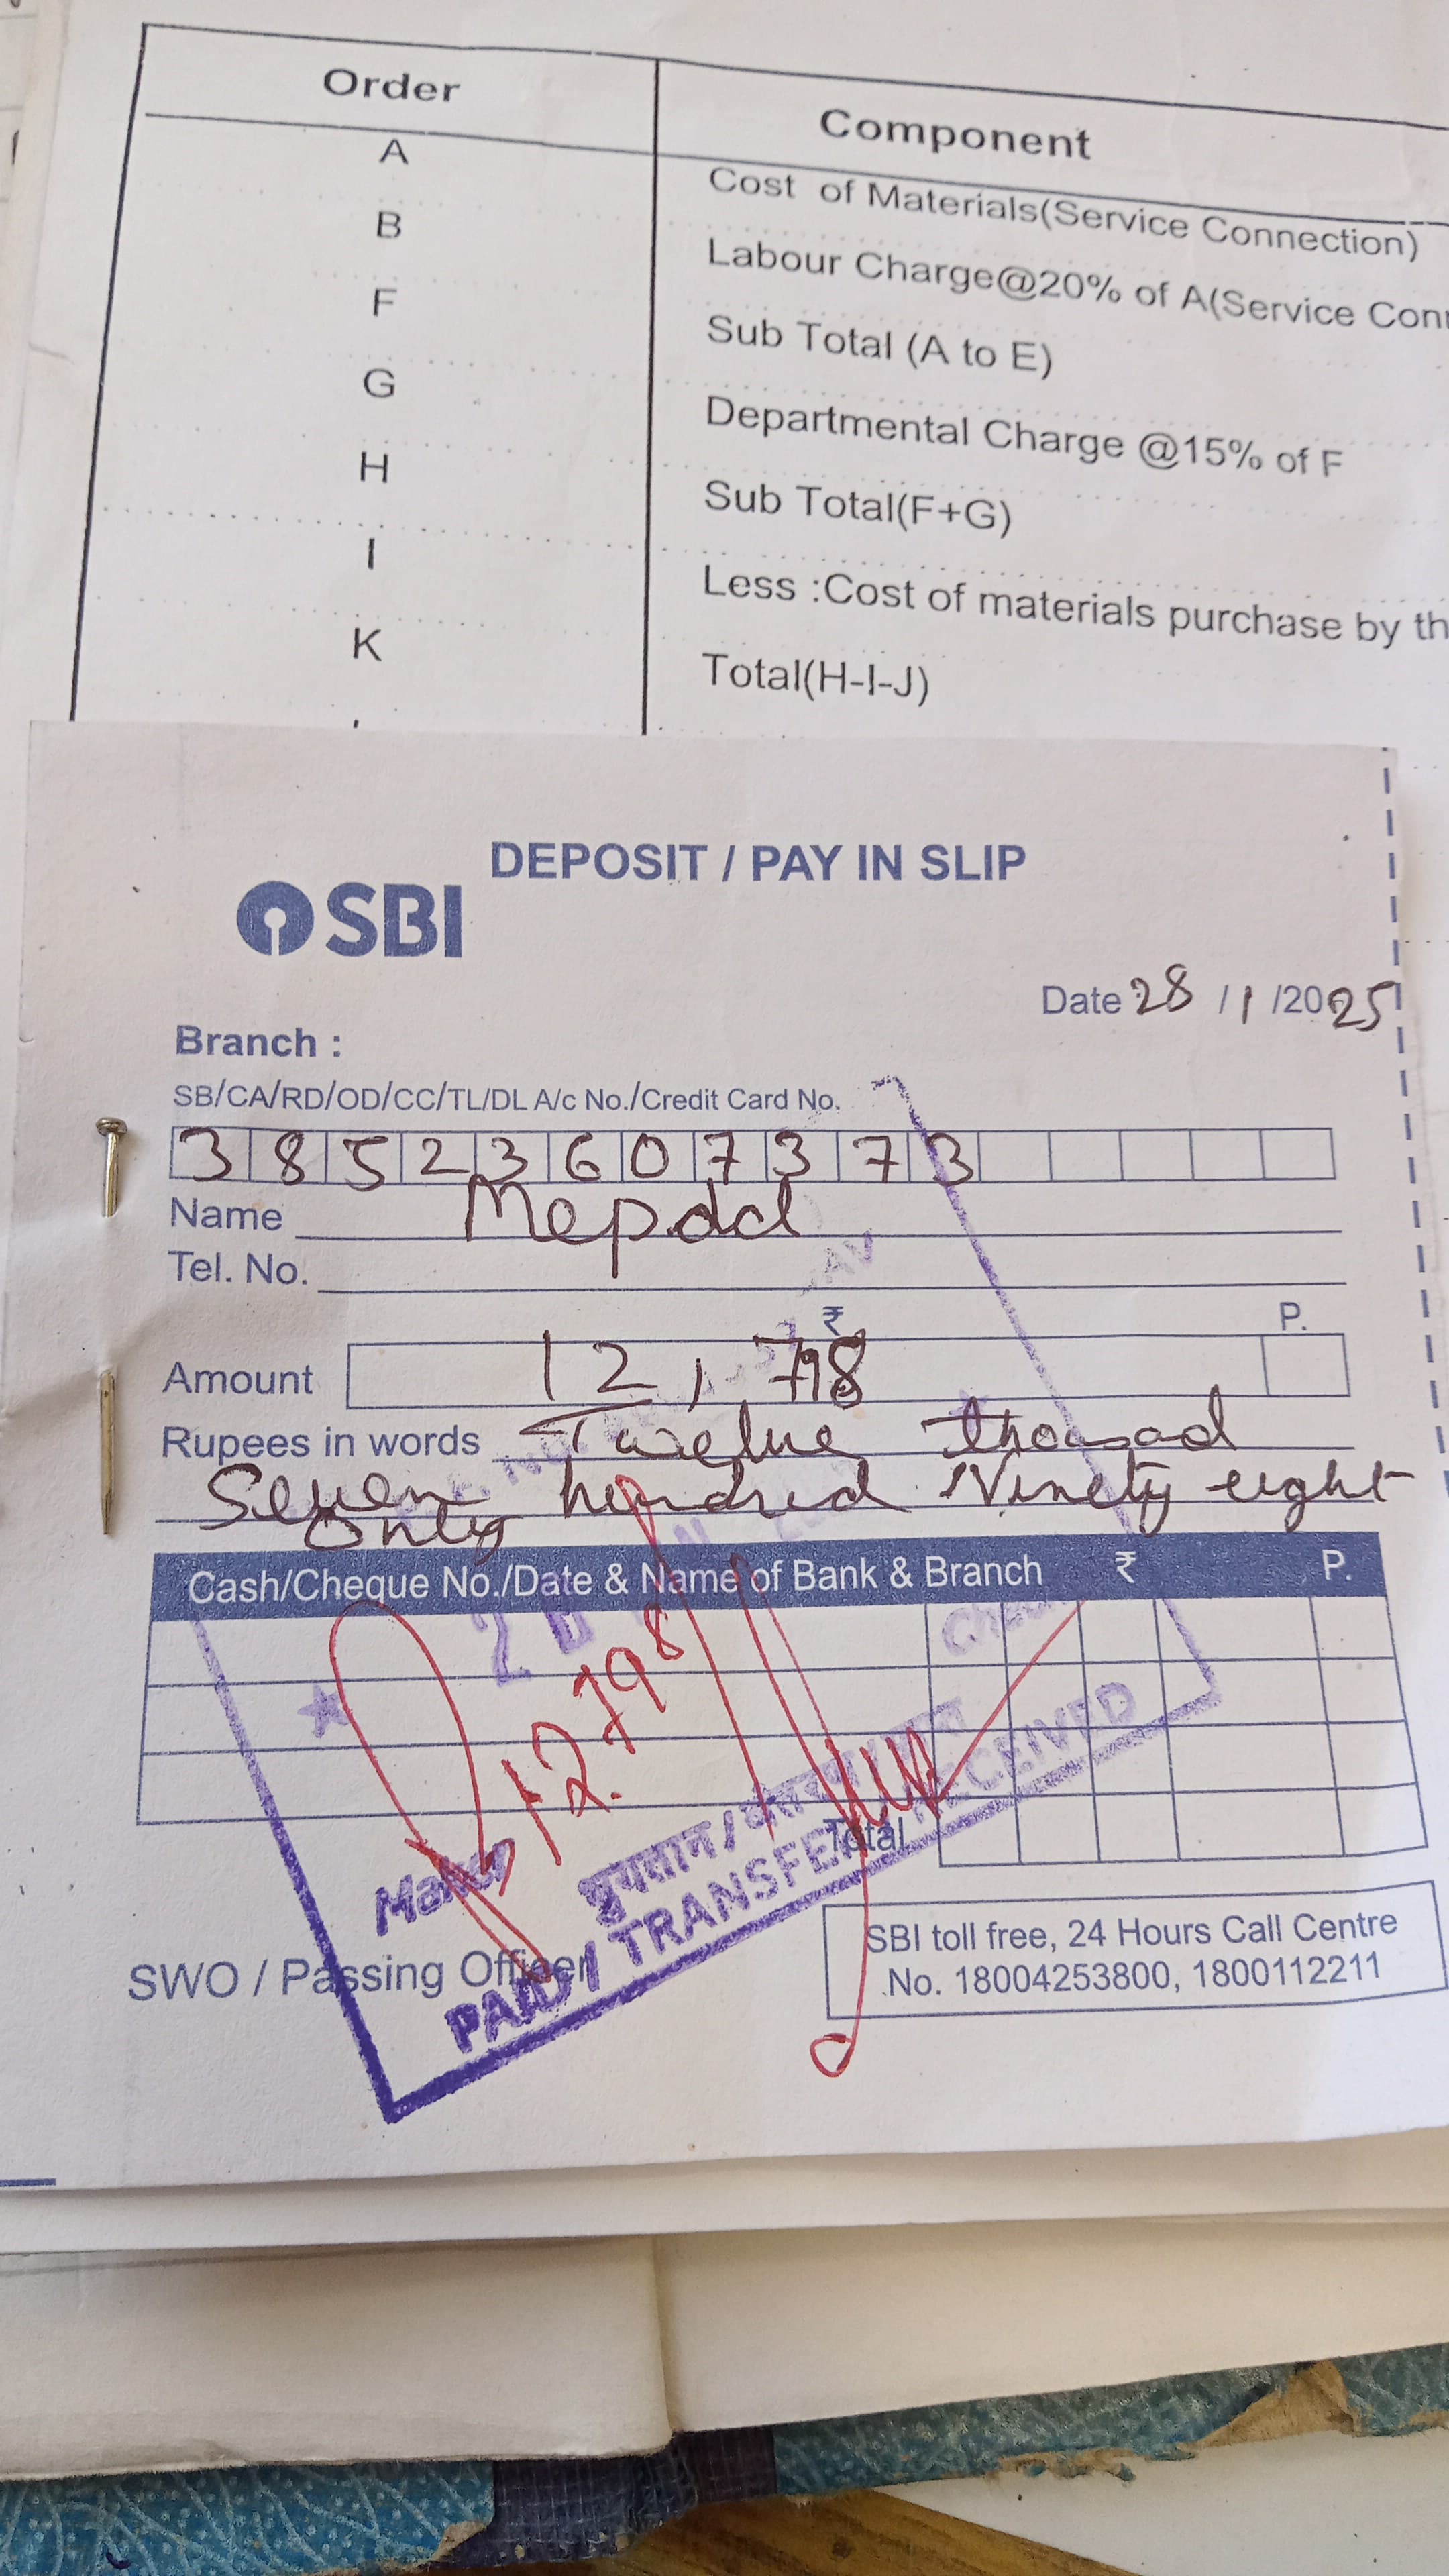 Order
Component
A
Cost of Materials(Service Connection)
B
Labour Charge@20% of A(Service
F
Sub Total (A to E)
G
Departmental Charge @15% of F
H
Sub Total(F+G)
I
Less :Cost of materials purchase by
K
Total(H-I-J)
DEPOSIT / PAY IN SLIP
SBI
Date 28 / 1 /2025
Branch :
SB/CA/RD/OD/CC/TL/DL A/c No./Credit Card No.
38523607373
Name Mepdcl
Tel. No.
₹ P.
Amount 12,798
Rupees in words Twelve thousad
Seven hundred Ninety eight
only
Cash/Cheque No./Date & Name of Bank & Branch ₹ P.
12798
भुगतान/
Total
PAID / TRANSFER RECEIVED
SWO / Passing Officer
SBI toll free, 24 Hours Call Centre
No. 18004253800, 1800112211